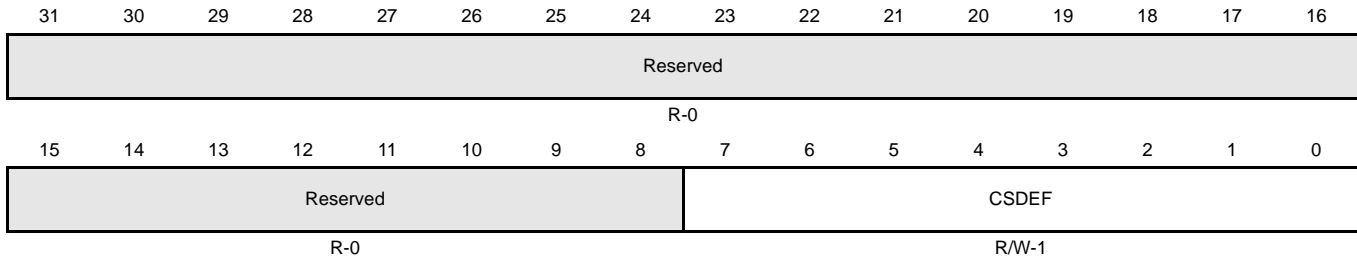 31 30 29 28 27 26 25 24 23 22 21 20 19 18 17 16
Reserved
R-0
15 14 13 12 11 10 9 8 7 6 5 4 3 2 1 0
Reserved CSDEF
R-0 R/W-1